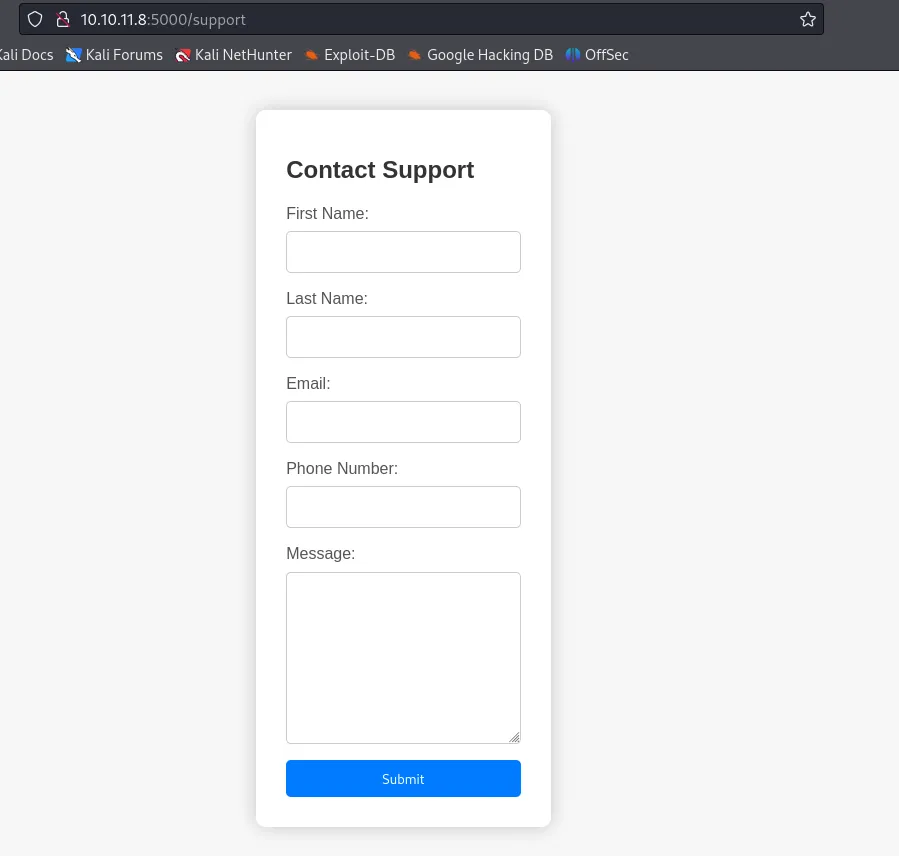 10.10.11.8:5000/support
Kali Docs Kali Forums Kali NetHunter Exploit-DB Google Hacking DB OffSec
Contact Support
First Name:
Last Name:
Email:
Phone Number:
Message:
Submit